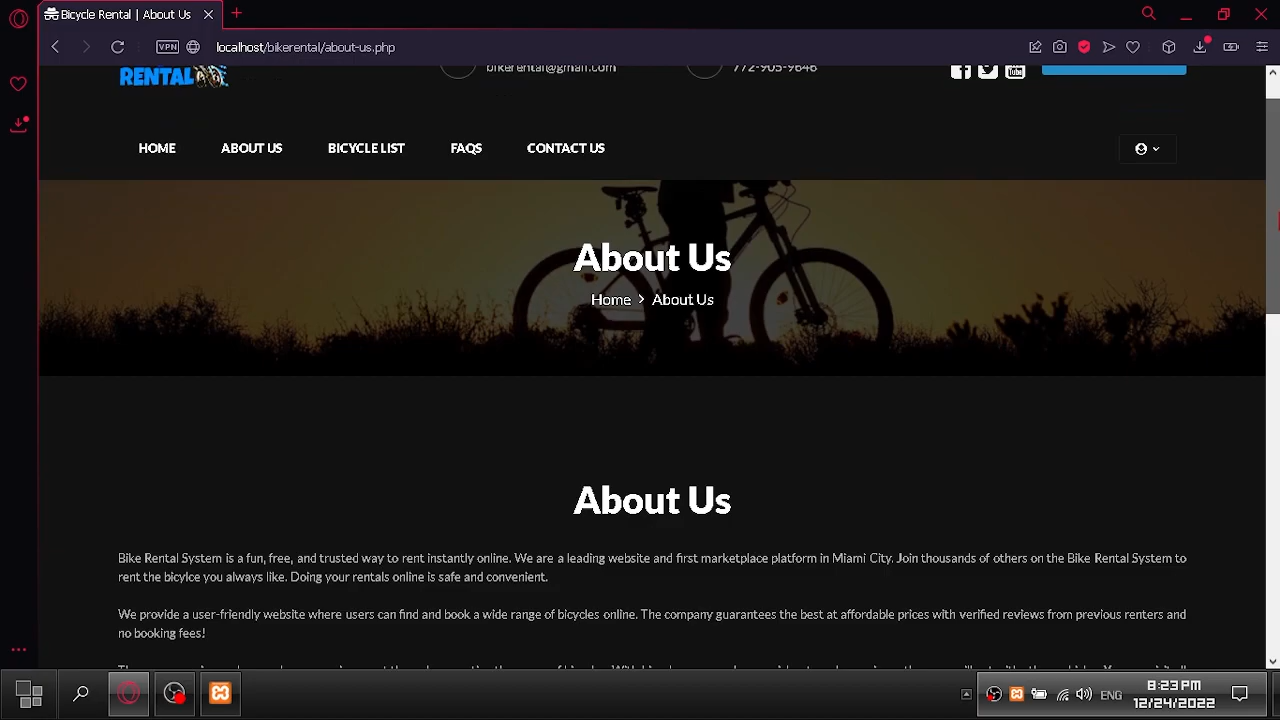 Bicycle Rental | About Us
VPN
localhost/bikerental/about-us.php
RENTAL
bikerental@gmail.com
772-905-9646
You Tube
HOME
ABOUT US
BICYCLE LIST
FAQS
CONTACT US
About Us
Home > About Us
About Us
Bike Rental System is a fun, free, and trusted way to rent instantly online. We are a leading website and first marketplace platform in Miami City. Join thousands of others on the Bike Rental System to
rent the bicylce you always like. Doing your rentals online is safe and convenient.
We provide a user-friendly website where users can find and book a wide range of bicycles online. The company guarantees the best at affordable prices with verified reviews from previous renters and
no booking fees!
ENG
8:23 PM
12/24/2022